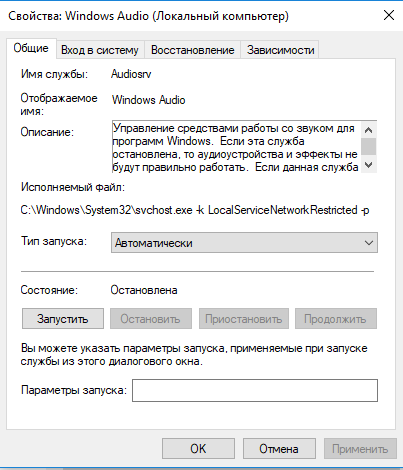 Свойства: Windows Audio (Локальный компьютер)
Общие Вход в систему Восстановление Зависимости
Имя службы: Audiosrv
Отображаемое имя: Windows Audio
Описание: Управление средствами работы со звуком для
программ Windows. Если эта служба
остановлена, то аудиоустройства и эффекты не
будут правильно работать. Если данная служба
Исполняемый файл:
C:\Windows\System32\svchost.exe -k LocalServiceNetworkRestricted -p
Тип запуска: Автоматически
Состояние: Остановлена
Запустить Остановить Приостановить Продолжить
Вы можете указать параметры запуска, применяемые при запуске
службы из этого диалогового окна.
Параметры запуска:
OK Отмена Применить